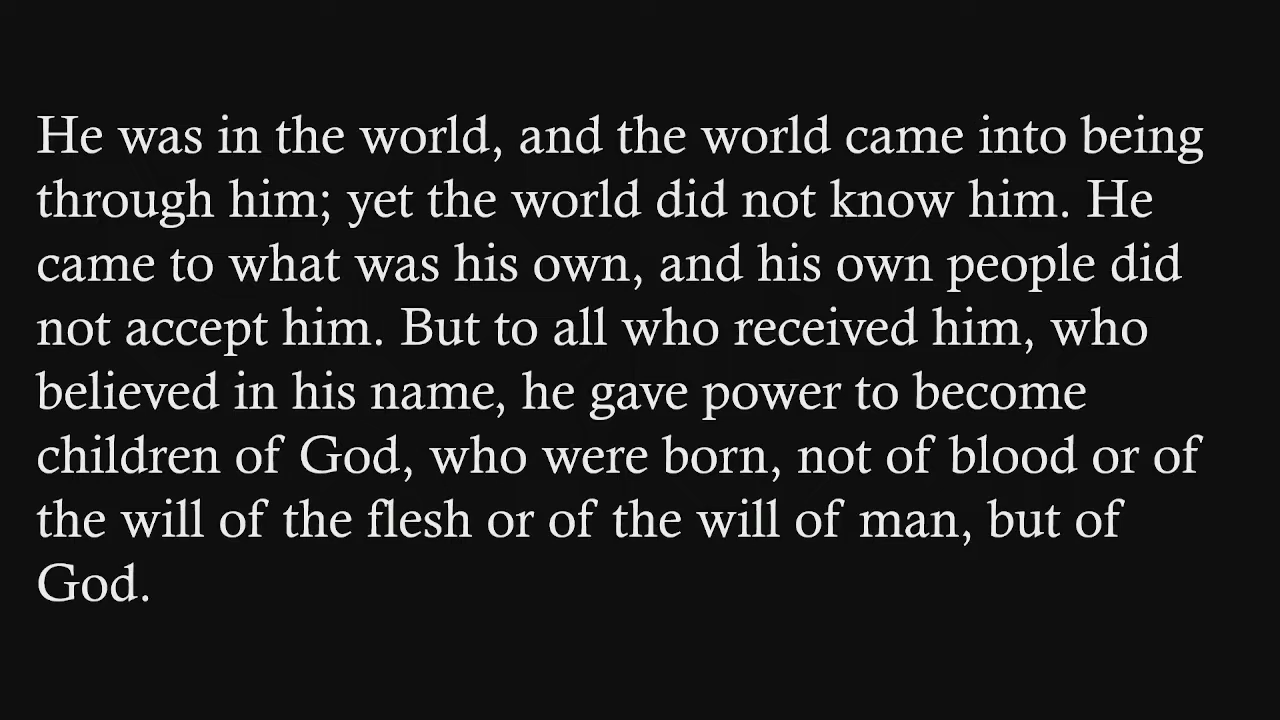 He was in the world, and the world came into being
through him; yet the world did not know him. He
came to what was his own, and his own people did
not accept him. But to all who received him, who
believed in his name, he gave power to become
children of God, who were born, not of blood or of
the will of the flesh or of the will of man, but of
God.